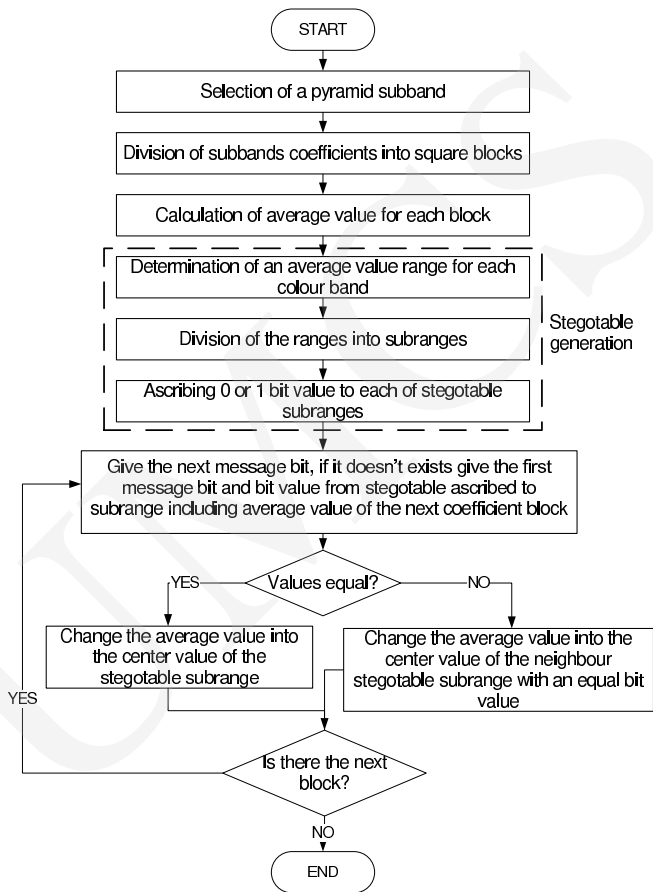 START
Selection of a pyramid subband
Division of subbands coefficients into square blocks
Calculation of average value for each block
Determination of an average value range for each
colour band
Division of the ranges into subranges
Stegotable
generation
Ascribing 0 or 1 bit value to each of stegotable
subranges
Give the next message bit, if it doesn't exists give the first
message bit and bit value from stegotable ascribed to
subrange including average value of the next coefficient block
YES
Values equal?
NO
Change the average value into
the center value of the
stegotable subrange
Change the average value into the
center value of the neighbour
stegotable subrange with an equal bit
value
YES
Is there the next
block?
NO
END
UMCS